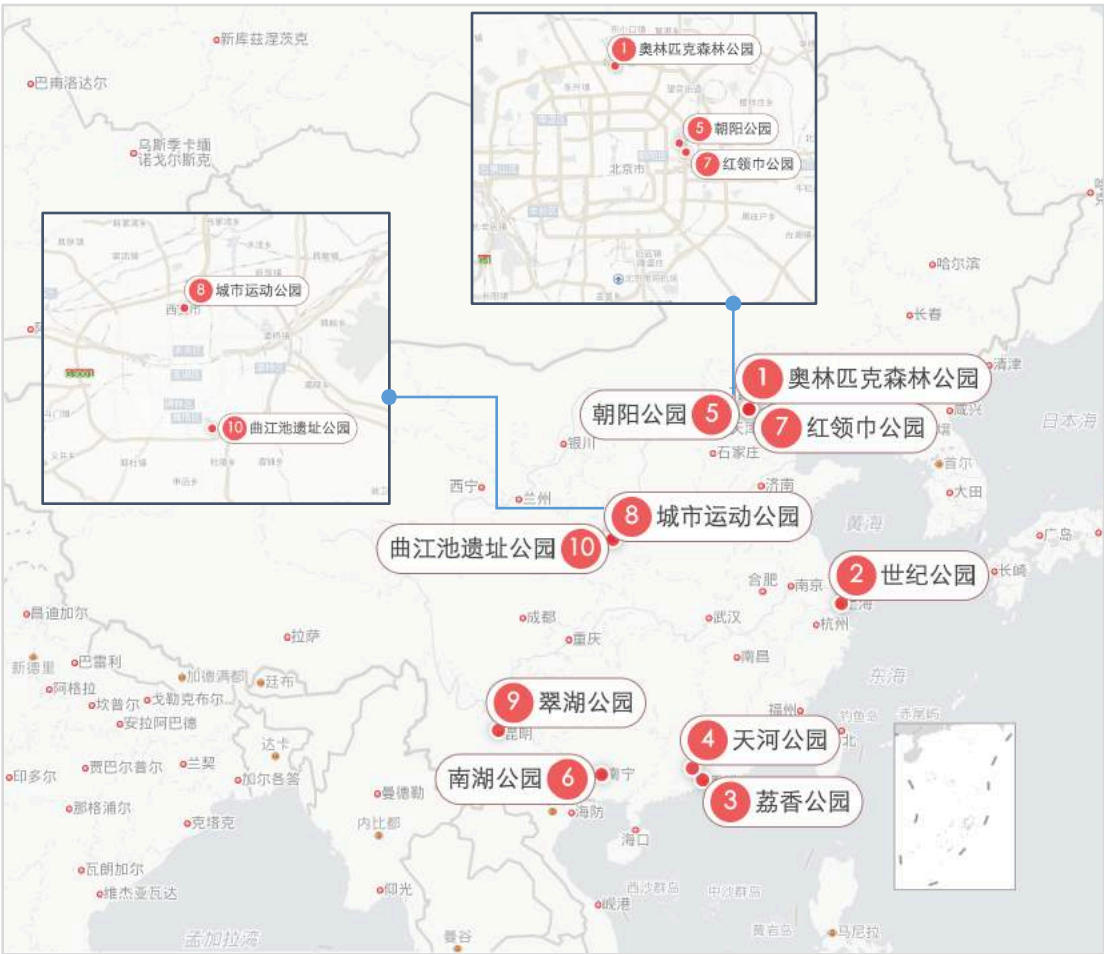 新库兹涅茨克
巴甫洛达尔
乌斯季卡缅
诺戈尔斯克
1 奥林匹克森林公园
5 朝阳公园
7 红领巾公园
北京市
8 城市运动公园
10 曲江池遗址公园
哈尔滨
长春
清津
1 奥林匹克森林公园
朝阳公园 5
7 红领巾公园
咸兴
日本海
银川
石家庄
首尔
西宁
兰州
济南
大田
8 城市运动公园
黄海
广岛
曲江池遗址公园 10
2 世纪公园
长崎
合肥
南京
昌迪加尔
成都
武汉
杭州
拉萨
重庆
新德里
巴雷利
南昌
加德满都
廷布
东海
阿格拉
坎普尔
戈勒克布尔
安拉阿巴德
9 翠湖公园
昆明
福州
钓鱼岛
赤尾屿
达卡
4 天河公园
印多尔
贾巴尔普尔
兰契
加尔各答
南湖公园 6
南宁
曼德勒
3 荔香公园
那格浦尔
克塔克
内比都
海防
海口
瓦朗加尔
维杰亚瓦达
仰光
西沙群岛
中沙群岛
岘港
孟加拉湾
曼谷
黄岩岛
马尼拉